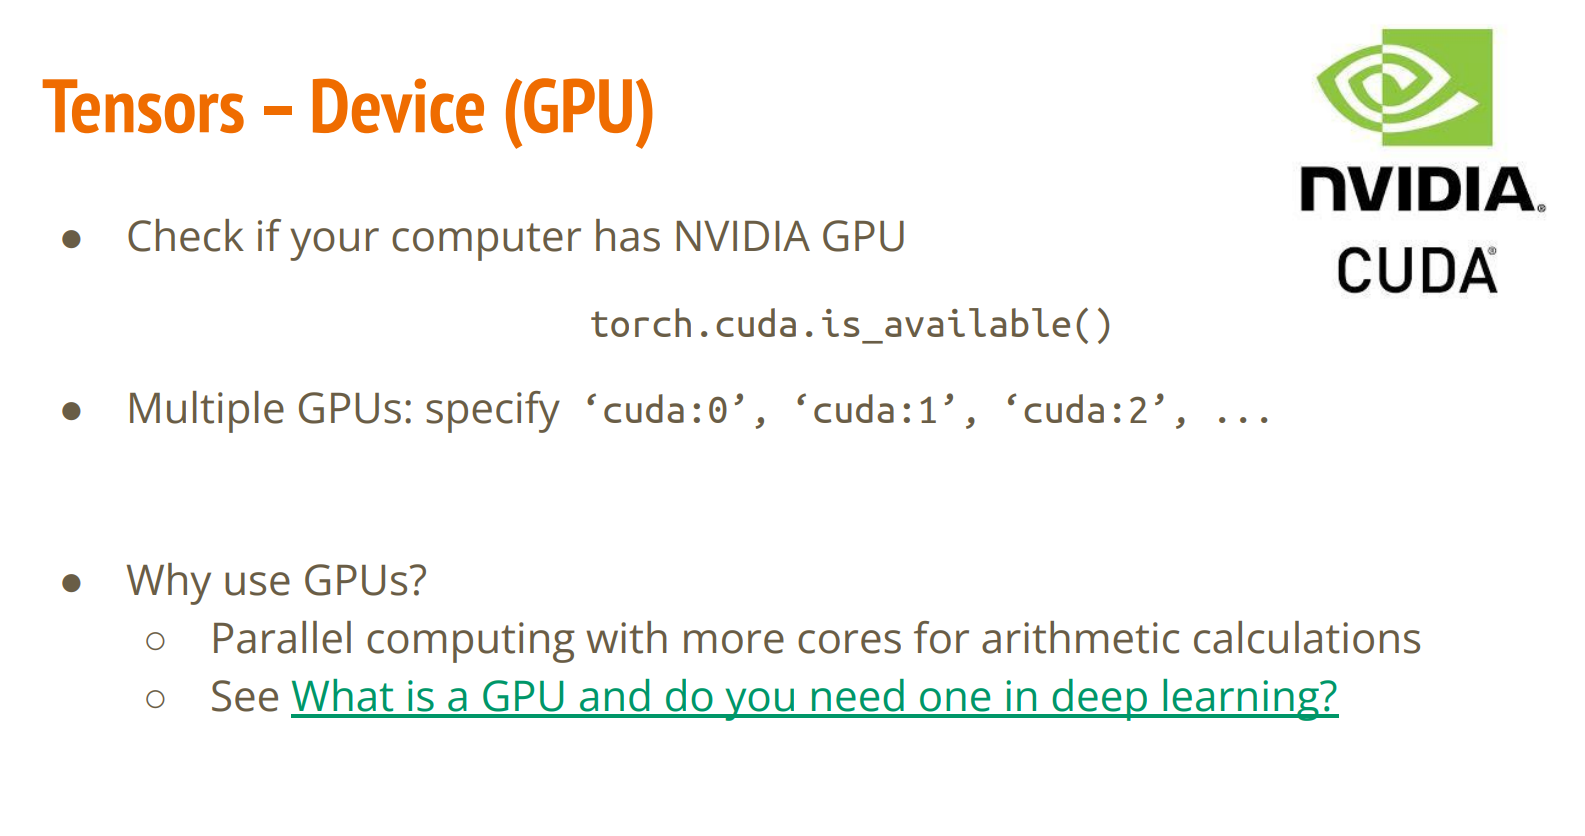 Tensors – Device (GPU)
NVIDIA®
CUDA®
● Check if your computer has NVIDIA GPU
torch.cuda.is_available()
● Multiple GPUs: specify ‘cuda:0’, ‘cuda:1’, ‘cuda:2’, ...
● Why use GPUs?
○ Parallel computing with more cores for arithmetic calculations
○ See What is a GPU and do you need one in deep learning?